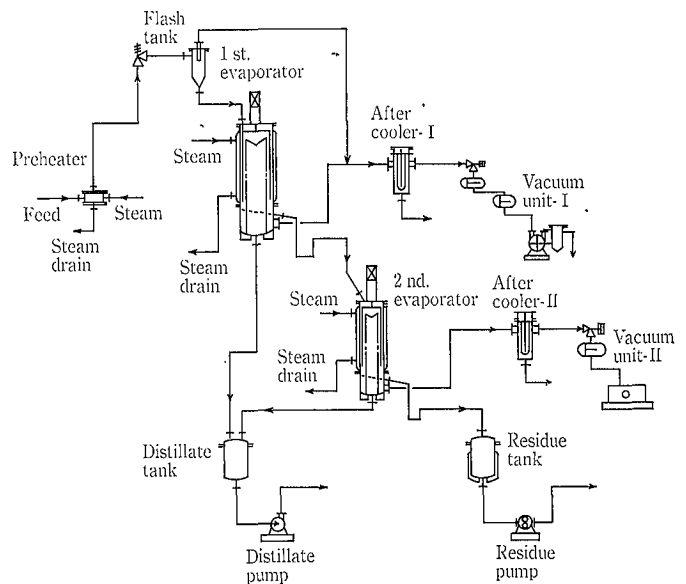 Flash
tank
1 st.
evaporator
After
cooler- I
Preheater
Steam
Vacuum
unit- I
Feed
Steam
Steam
drain
Steam
drain
2 nd.
evaporator
After
cooler-II
Steam
Vacuum
unit-II
Steam
drain
Distillate
tank
Residue
tank
Distillate
pump
Residue
pump